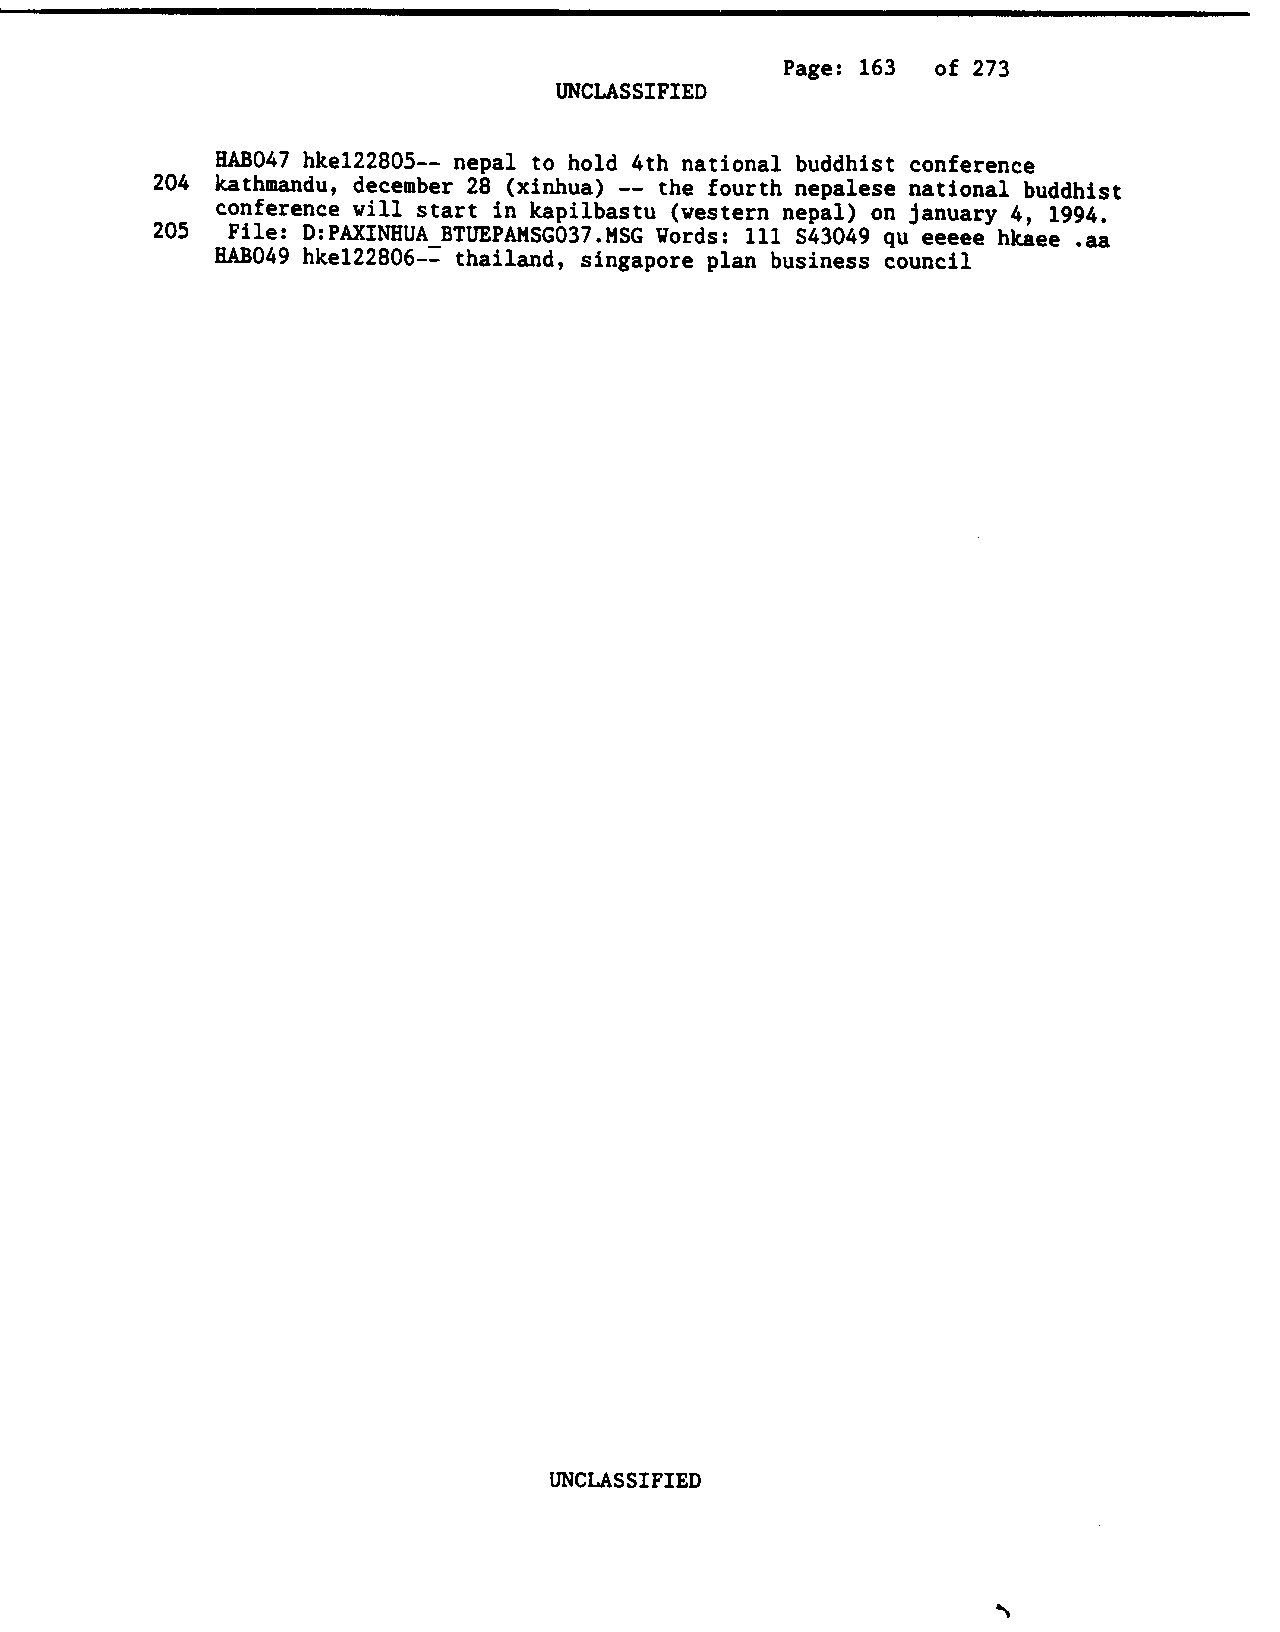 Page: 163 of 273
UNCLASSIFIED
HAB047 hke122805-- nepal to hold 4th national buddhist conference
204 kathmandu, december 28 (xinhua) -- the fourth nepalese national buddhist
conference will start in kapilbastu (western nepal) on january 4, 1994.
205 File: D:PAXINHUA_BTUEPAMSG037.MSG Words: 111 S43049 qu eeeee hkaee .aa
HAB049 hke122806-- thailand, singapore plan business council
UNCLASSIFIED